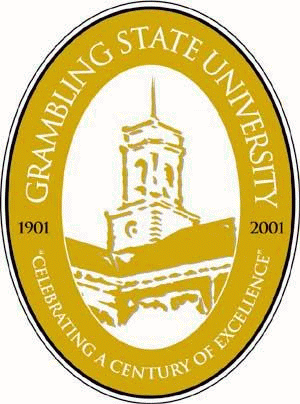 GRAMBLING STATE UNIVERSITY
1901
2001
"CELEBRATING A CENTURY OF EXCELLENCE"